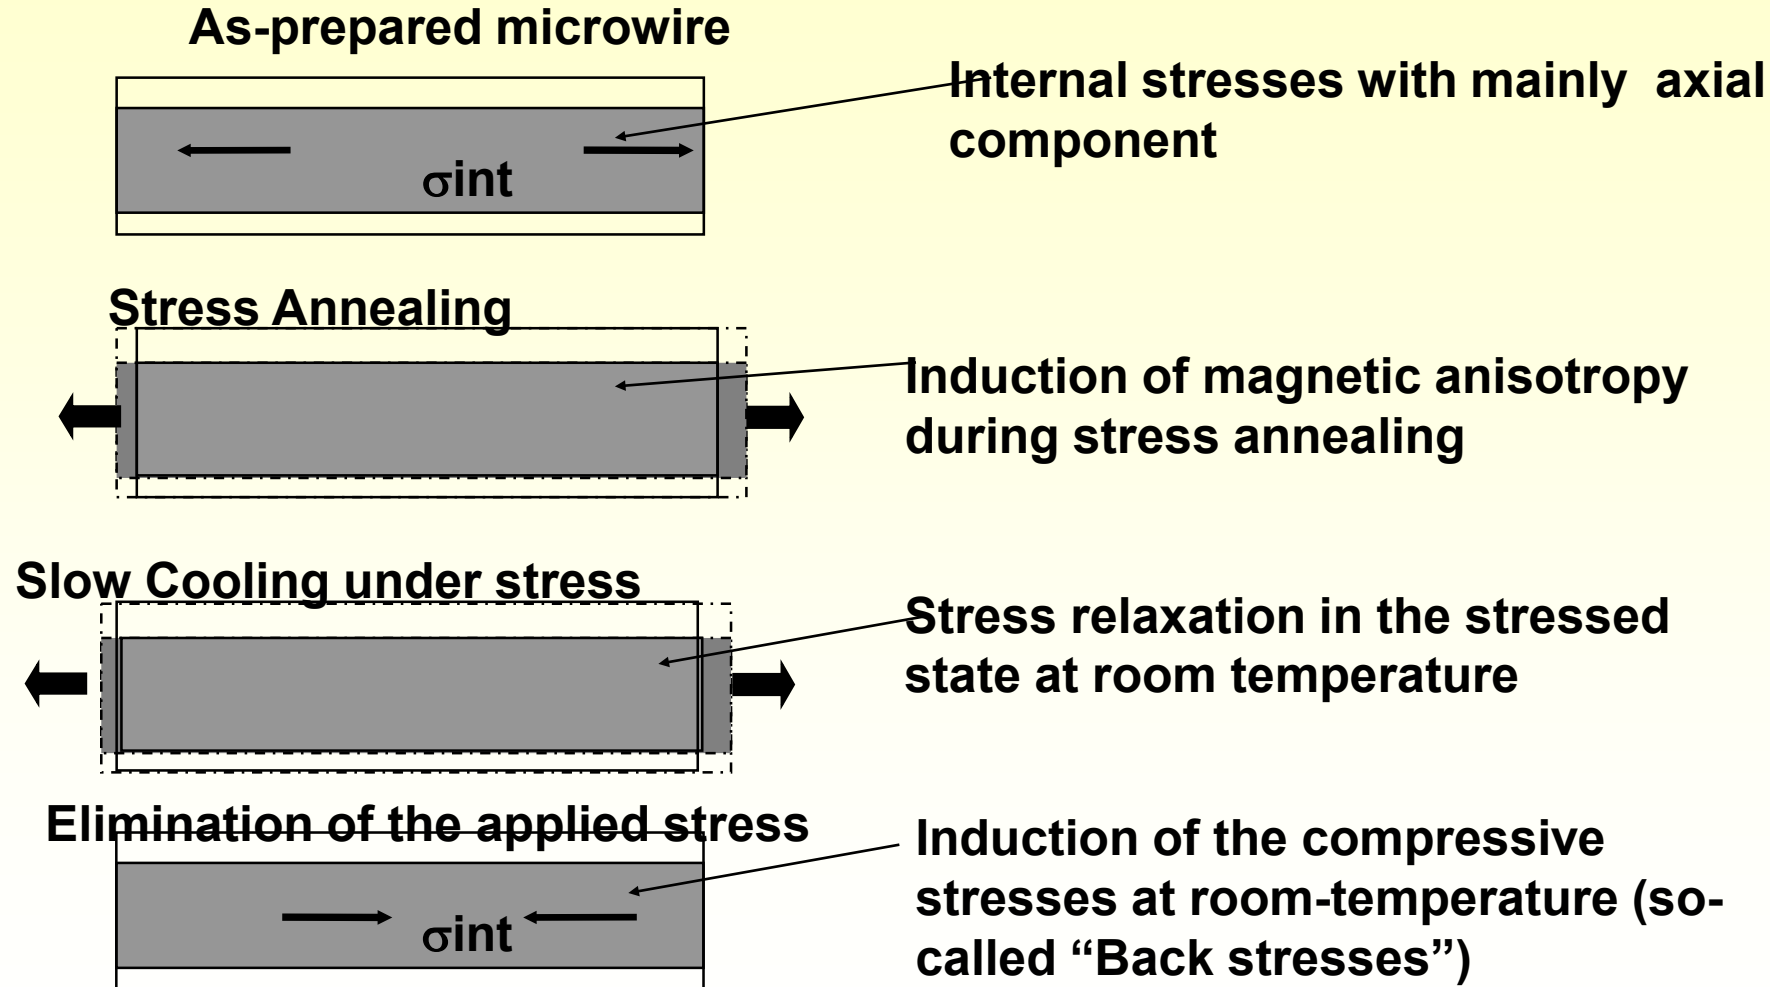 As-prepared microwire
Internal stresses with mainly axial
component
σint
Stress Annealing
Induction of magnetic anisotropy
during stress annealing
Slow Cooling under stress
Stress relaxation in the stressed
state at room temperature
Elimination of the applied stress
Induction of the compressive
stresses at room-temperature (so-
called “Back stresses”)
σint